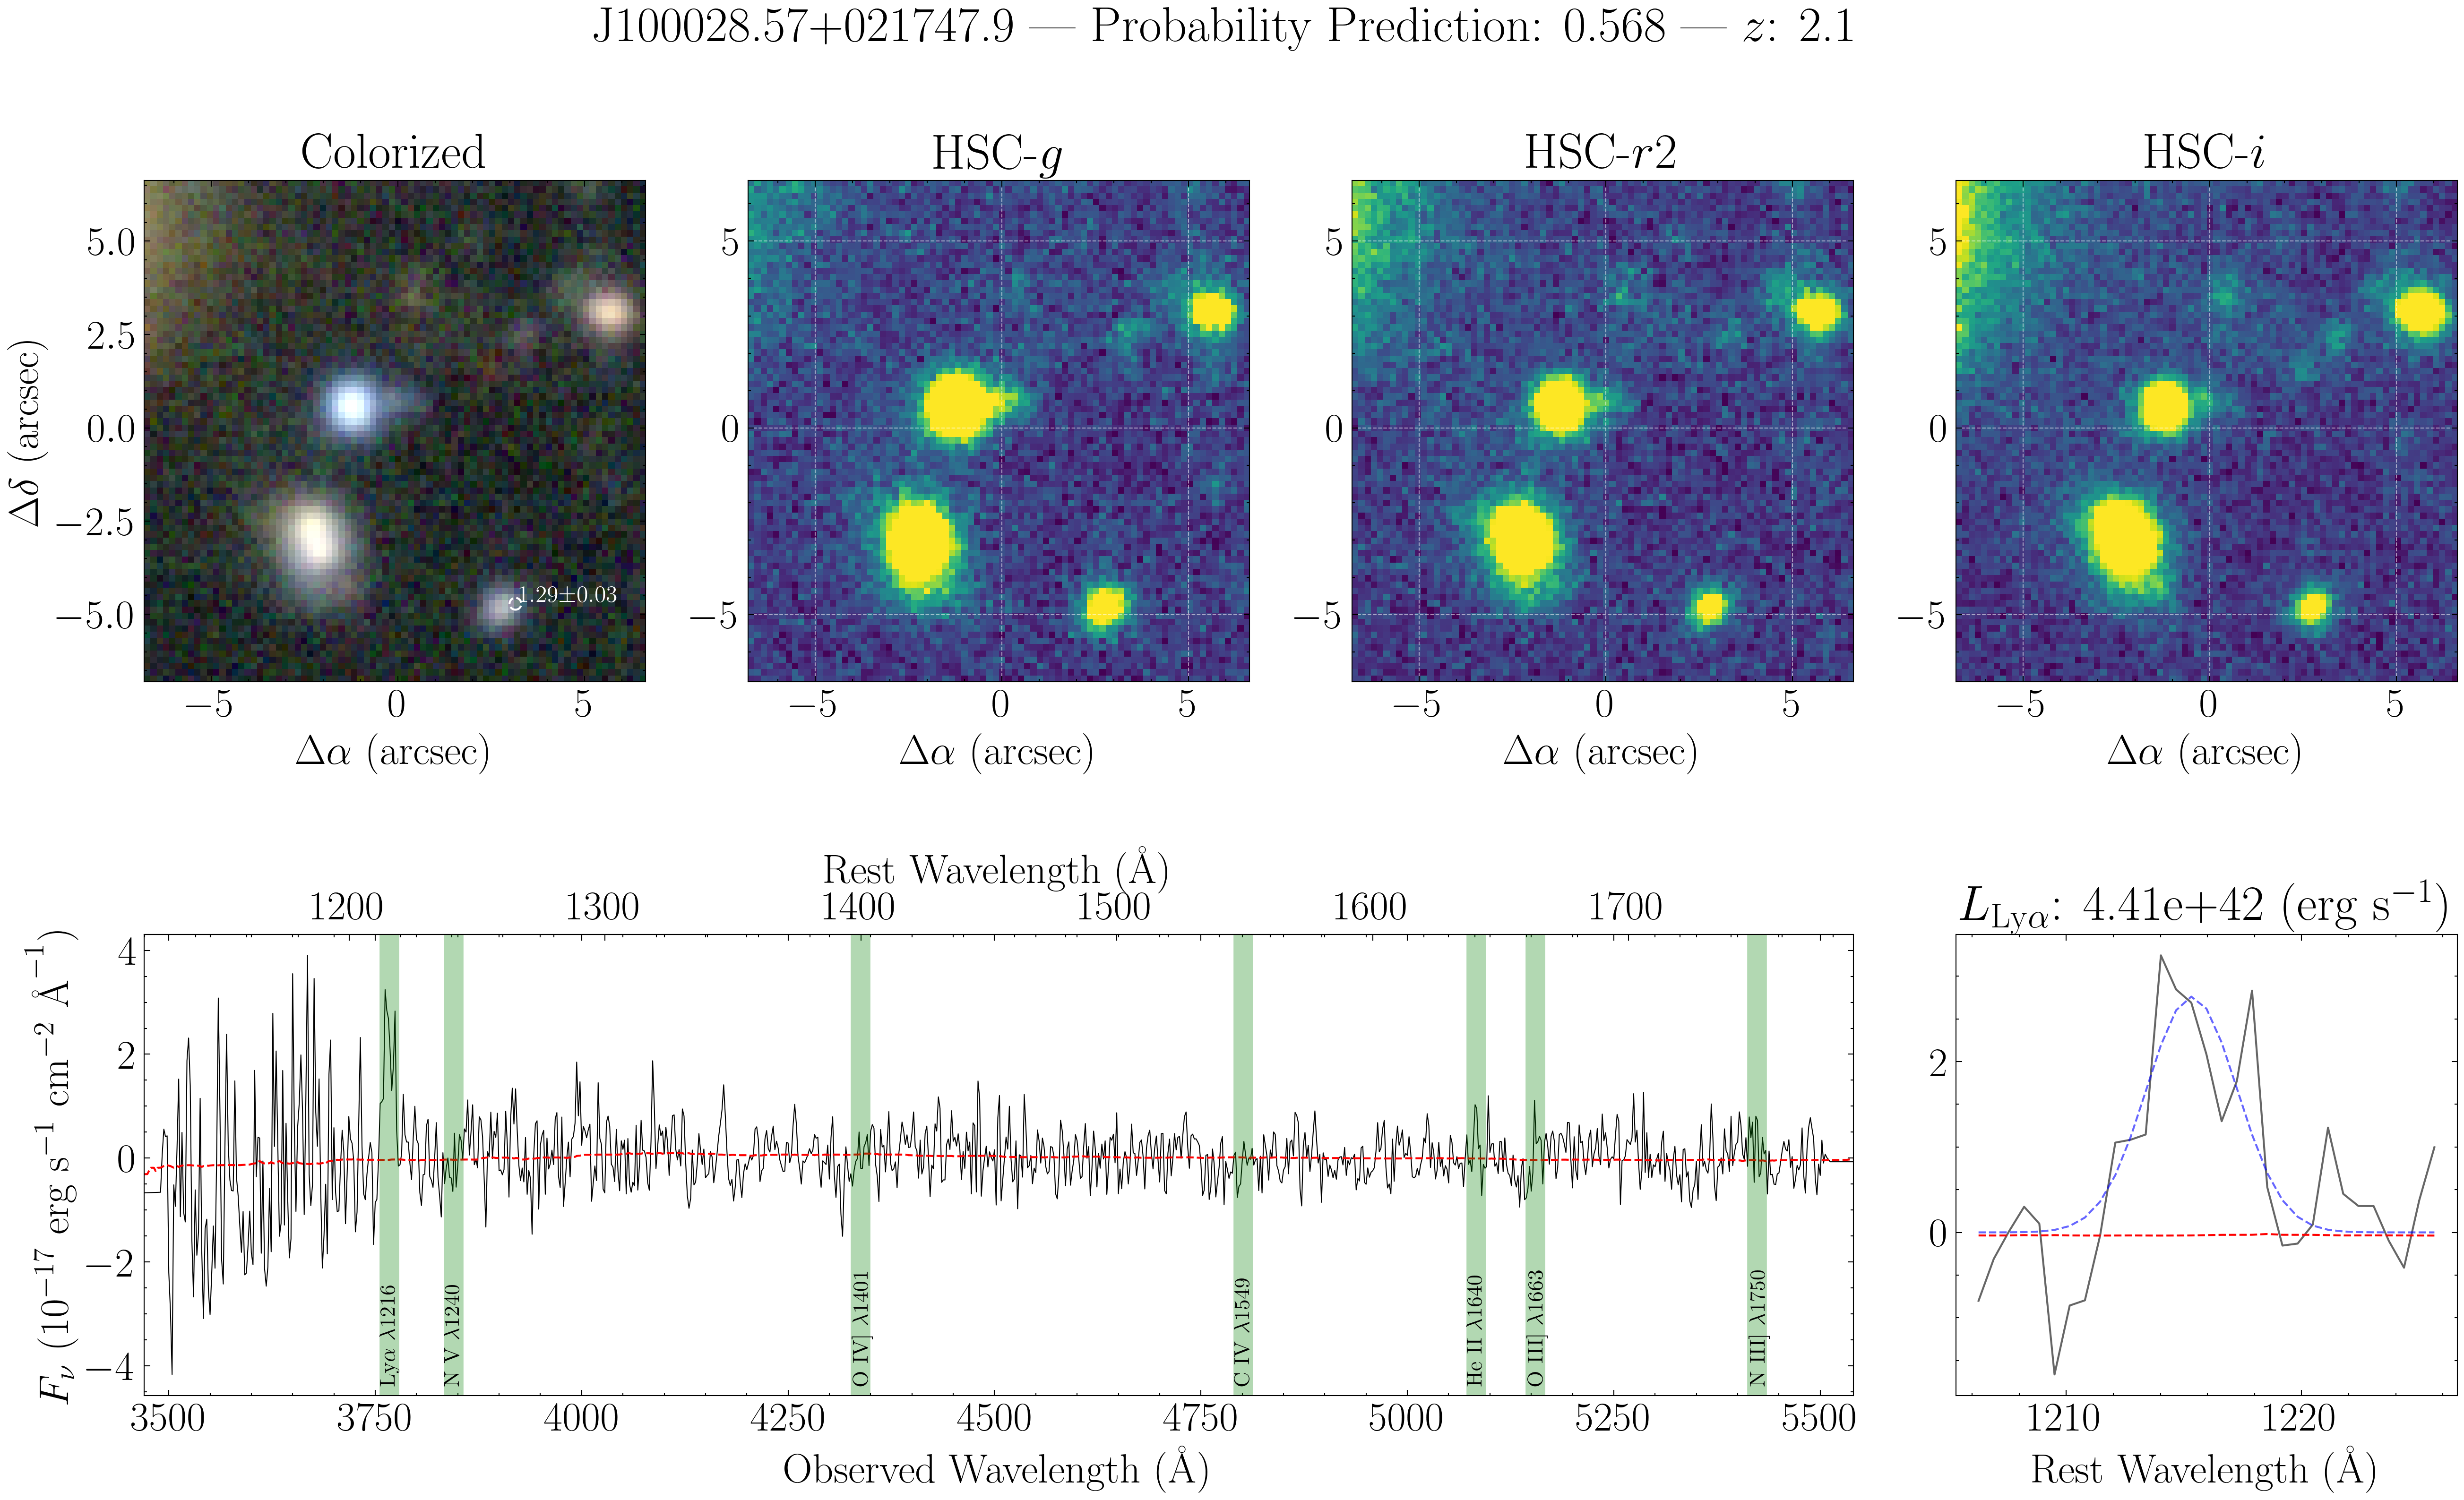 J100028.57+021747.9 — Probability Prediction: 0.568 — z: 2.1
Colorized
HSC-g
HSC-r2
HSC-i
Δδ (arcsec)
5.0
2.5
0.0
−2.5
−5.0
1.29±0.03
−5 0 5
Δα (arcsec)
5
0
−5
−5 0 5
Δα (arcsec)
5
0
−5
−5 0 5
Δα (arcsec)
5
0
−5
−5 0 5
Δα (arcsec)
Rest Wavelength (Å)
1200 1300 1400 1500 1600 1700
F_ν (10⁻¹⁷ erg s⁻¹ cm⁻² Å⁻¹)
4
2
0
−2
−4
Lyα λ1216
N V λ1240
O IV] λ1401
C IV λ1549
He II λ1640
O III] λ1663
N III] λ1750
3500 3750 4000 4250 4500 4750 5000 5250 5500
Observed Wavelength (Å)
L_Lyα: 4.41e+42 (erg s⁻¹)
2
0
1210 1220
Rest Wavelength (Å)